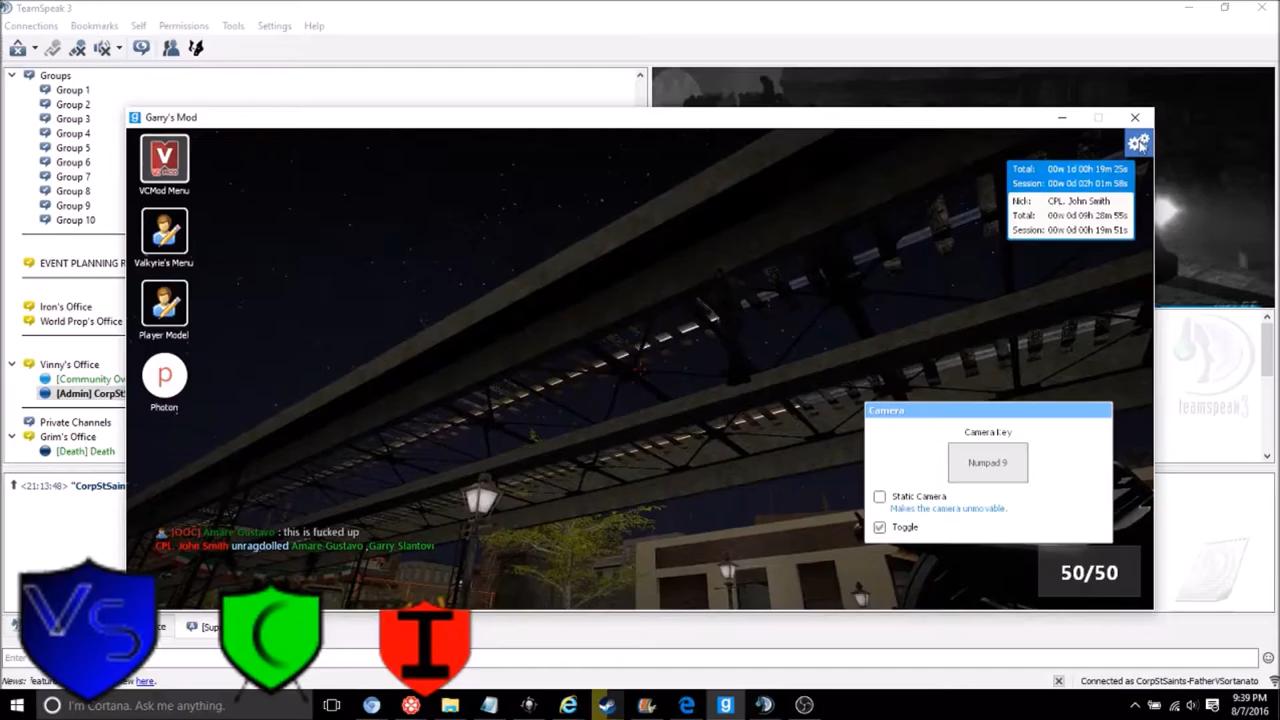 TeamSpeak 3
Connections Bookmarks Self Permissions Tools Settings Help
Groups
Group 1
Group 2
Group 3
Group 4
Group 5
Group 6
Group 7
Group 8
Group 9
Group 10
EVENT PLANNING R
Iron's Office
World Prop's Office
Vinny's Office
[Community Ov
[Admin] CorpSt
Private Channels
Grim's Office
[Death] Death
<21:13:48> "CorpStSain
Garry's Mod
VCMod Menu
Valkyrie's Menu
Player Model
p
Photon
Total: 00w 1d 00h 19m 25s
Session: 00w 0d 02h 01m 58s
Nick: CPL. John Smith
Total: 00w 0d 09h 28m 55s
Session: 00w 0d 00h 19m 51s
Camera
Camera Key
Numpad 9
Static Camera
Makes the camera unmovable.
Toggle
[OOC] Amare Gustavo : this is fucked up
CPL. John Smith unragdolled Amare Gustavo ,Garry Slantovi
50/50
teamspeak3
VS
C
I
[Sup
Enter
News: here.
Connected as CorpStSaints-FatherVSortanato
I'm Cortana. Ask me anything.
9:39 PM
8/7/2016